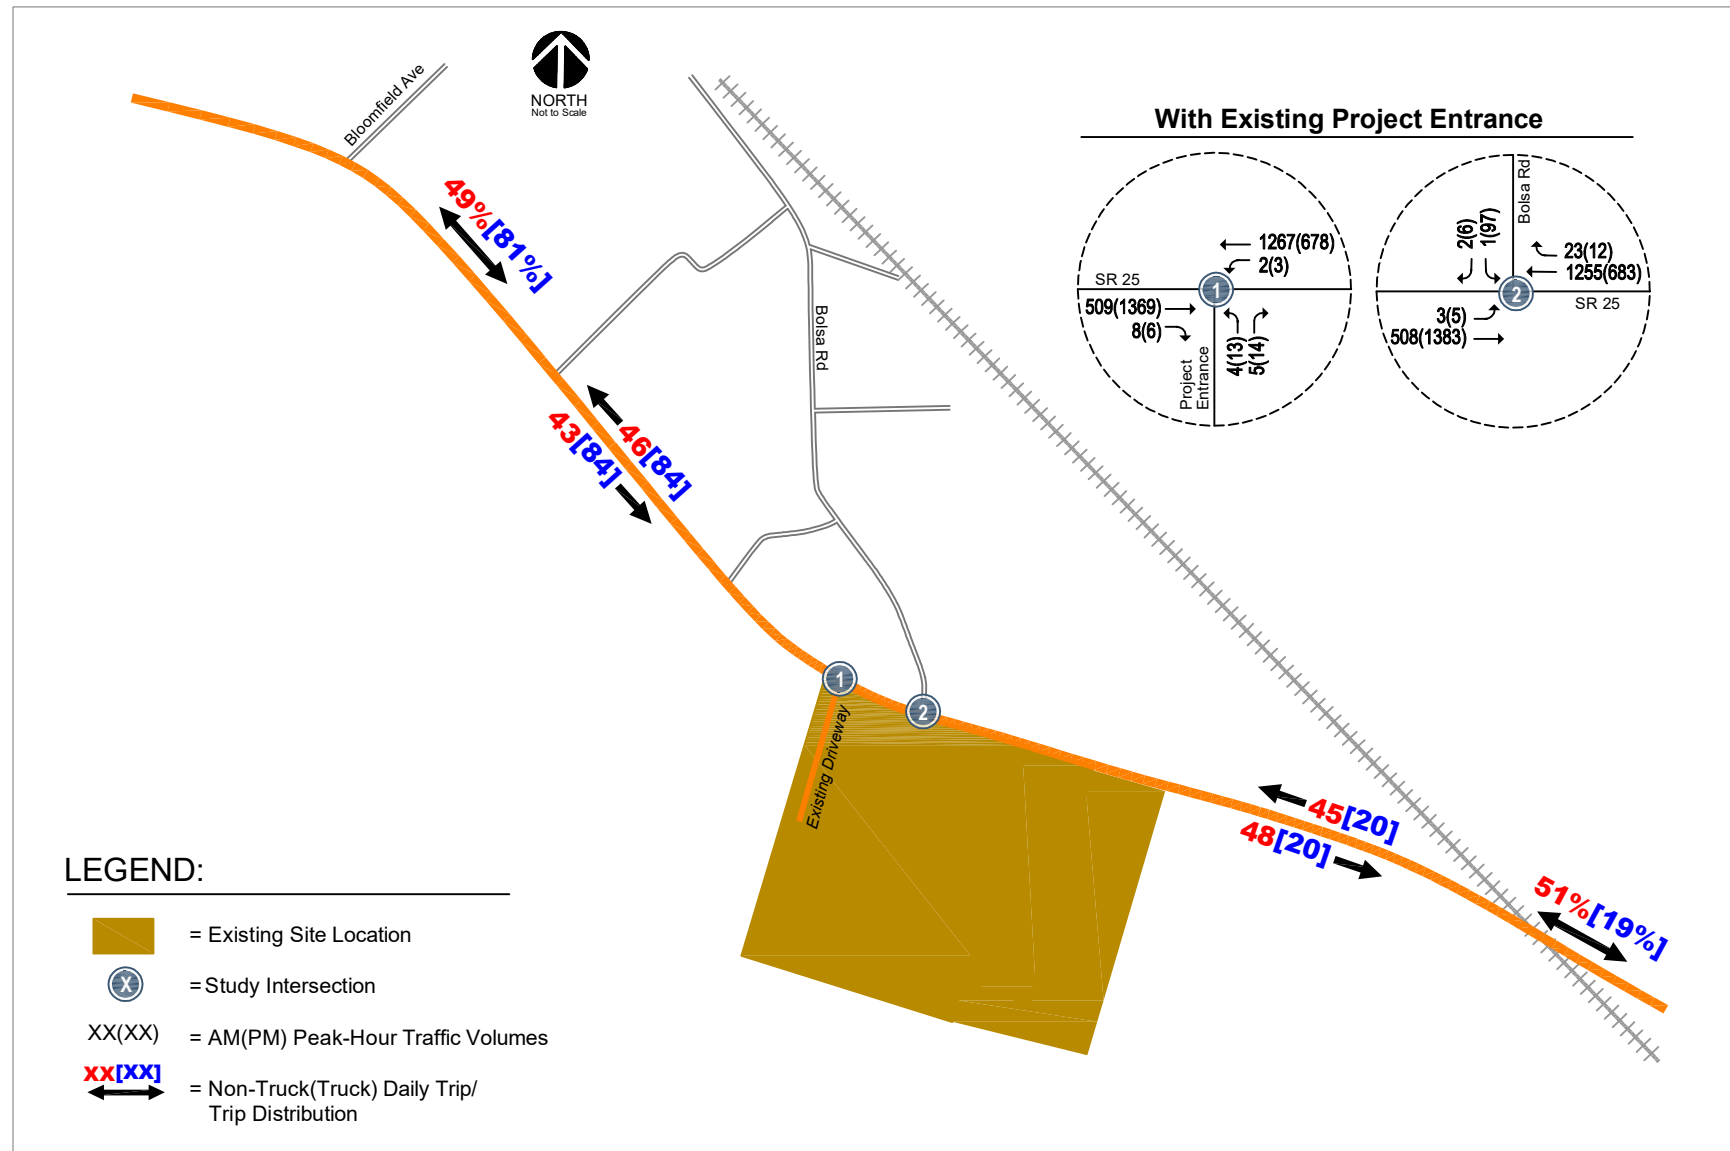 Bloomfield Ave
NORTH
Not to Scale
With Existing Project Entrance
49%[81%]
1267(678)
2(3)
SR 25
1
509(1369)
8(6)
4(13)
5(14)
Project
Entrance
Bolsa Rd
2(6)
1(97)
23(12)
1255(683)
2
SR 25
3(5)
508(1383)
Bolsa Rd
46[84]
43[84]
1
2
Existing Driveway
45[20]
48[20]
51%[19%]
LEGEND:
= Existing Site Location
X
= Study Intersection
XX(XX)
= AM(PM) Peak-Hour Traffic Volumes
XX[XX]
= Non-Truck(Truck) Daily Trip/
Trip Distribution